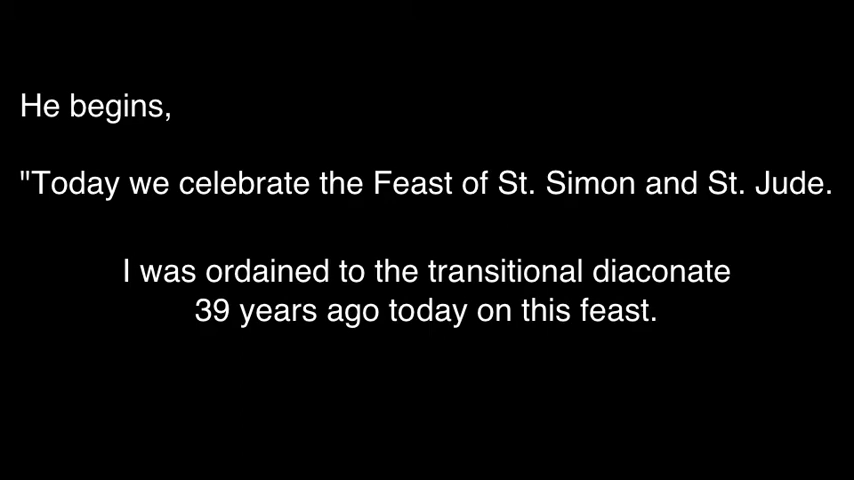 He begins,
"Today we celebrate the Feast of St. Simon and St. Jude.
I was ordained to the transitional diaconate
39 years ago today on this feast.